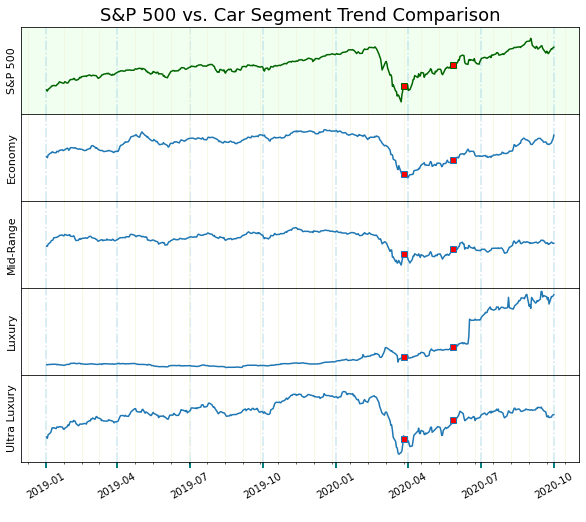 S&P 500 vs. Car Segment Trend Comparison
S&P 500
Economy
Mid-Range
Luxury
Ultra Luxury
2019-01
2019-04
2019-07
2019-10
2020-01
2020-04
2020-07
2020-10